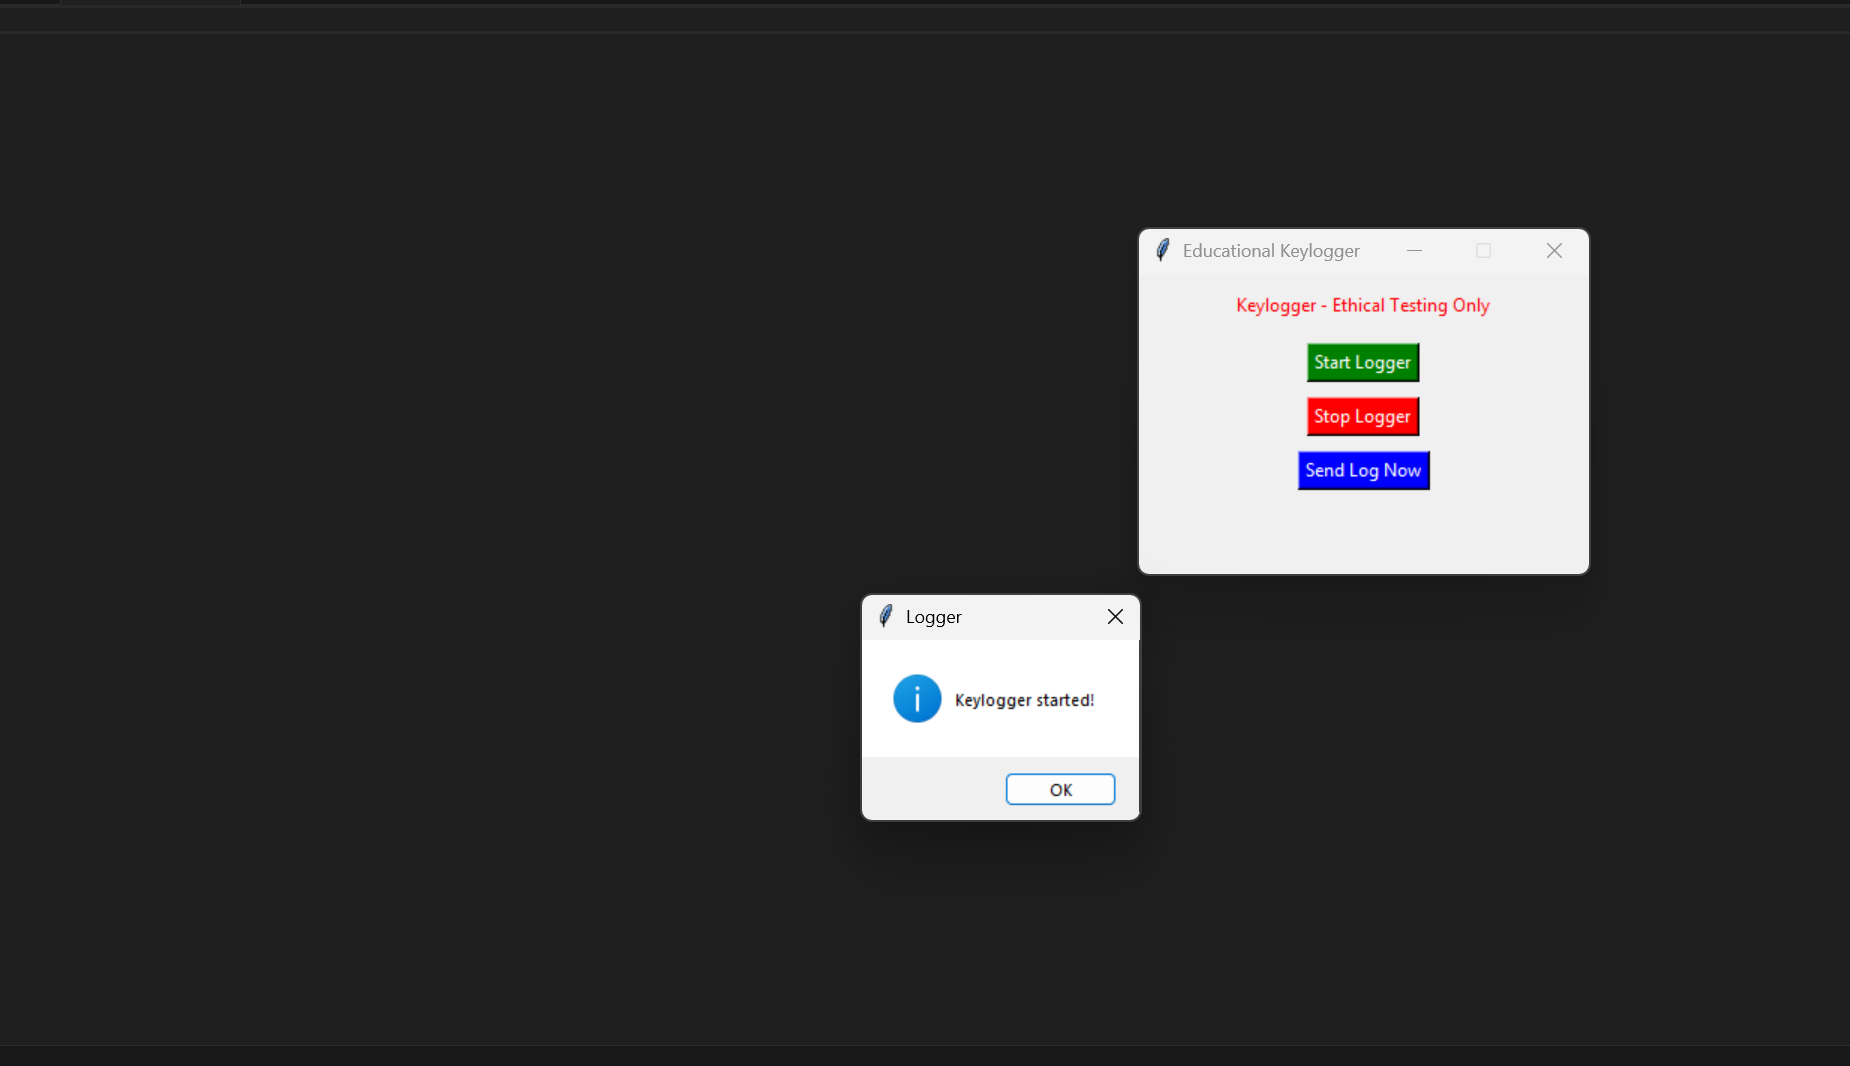 Educational Keylogger
Keylogger - Ethical Testing Only
Start Logger
Stop Logger
Send Log Now
Logger
Keylogger started!
OK